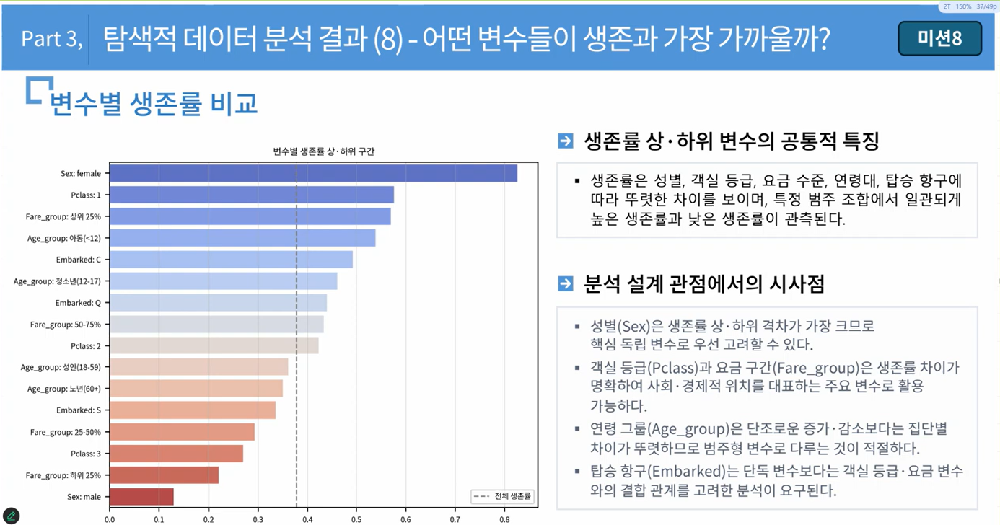 2T 150% 37/49p
Part 3, 탐색적 데이터 분석 결과 (8) - 어떤 변수들이 생존과 가장 가까울까?
미션8
변수별 생존률 비교
변수별 생존률 상·하위 구간
Sex: female
Pclass: 1
Fare_group: 상위 25%
Age_group: 아동(<12)
Embarked: C
Age_group: 청소년(12-17)
Embarked: Q
Fare_group: 50-75%
Pclass: 2
Age_group: 성인(18-59)
Age_group: 노년(60+)
Embarked: S
Fare_group: 25-50%
Pclass: 3
Fare_group: 하위 25%
Sex: male
전체 생존률
0.0 0.1 0.2 0.3 0.4 0.5 0.6 0.7 0.8
생존률 상·하위 변수의 공통적 특징
▪ 생존률은 성별, 객실 등급, 요금 수준, 연령대, 탑승 항구에
따라 뚜렷한 차이를 보이며, 특정 범주 조합에서 일관되게
높은 생존률과 낮은 생존률이 관측된다.
분석 설계 관점에서의 시사점
▪ 성별(Sex)은 생존률 상·하위 격차가 가장 크므로
핵심 독립 변수로 우선 고려할 수 있다.
▪ 객실 등급(Pclass)과 요금 구간(Fare_group)은 생존률 차이가
명확하여 사회·경제적 위치를 대표하는 주요 변수로 활용
가능하다.
▪ 연령 그룹(Age_group)은 단조로운 증가·감소보다는 집단별
차이가 뚜렷하므로 범주형 변수로 다루는 것이 적절하다.
▪ 탑승 항구(Embarked)는 단독 변수보다는 객실 등급·요금 변수
와의 결합 관계를 고려한 분석이 요구된다.